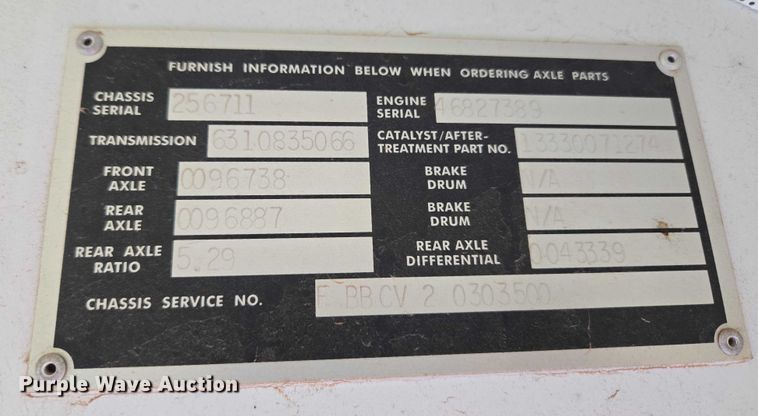 FURNISH INFORMATION BELOW WHEN ORDERING AXLE PARTS
CHASSIS SERIAL 256711 ENGINE SERIAL 46827389
TRANSMISSION 6310835066 CATALYST/AFTER-TREATMENT PART NO. 13330071274
FRONT AXLE 0096738 BRAKE DRUM N/A
REAR AXLE 0096887 BRAKE DRUM N/A
REAR AXLE RATIO 5.29 REAR AXLE DIFFERENTIAL 0043339
CHASSIS SERVICE NO. F BBCV 2 0303500
Purple Wave Auction